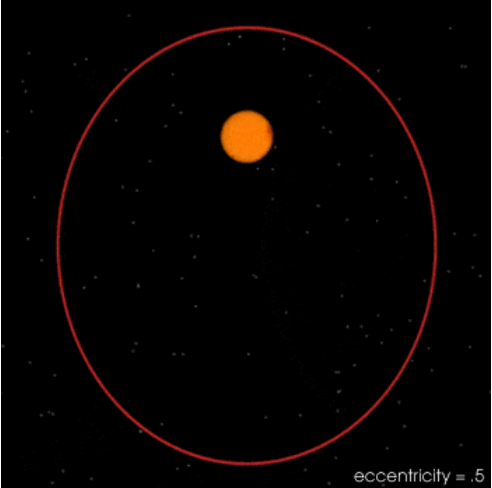 eccentricity = .5